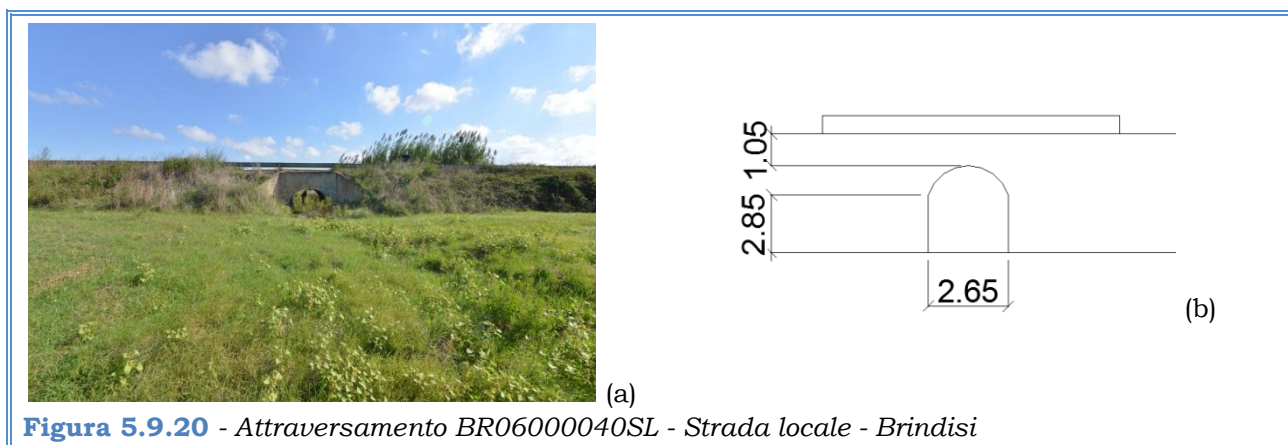 1.05
2.85
2.65
(b)
(a)
Figura 5.9.20 - Attraversamento BR06000040SL - Strada locale - Brindisi